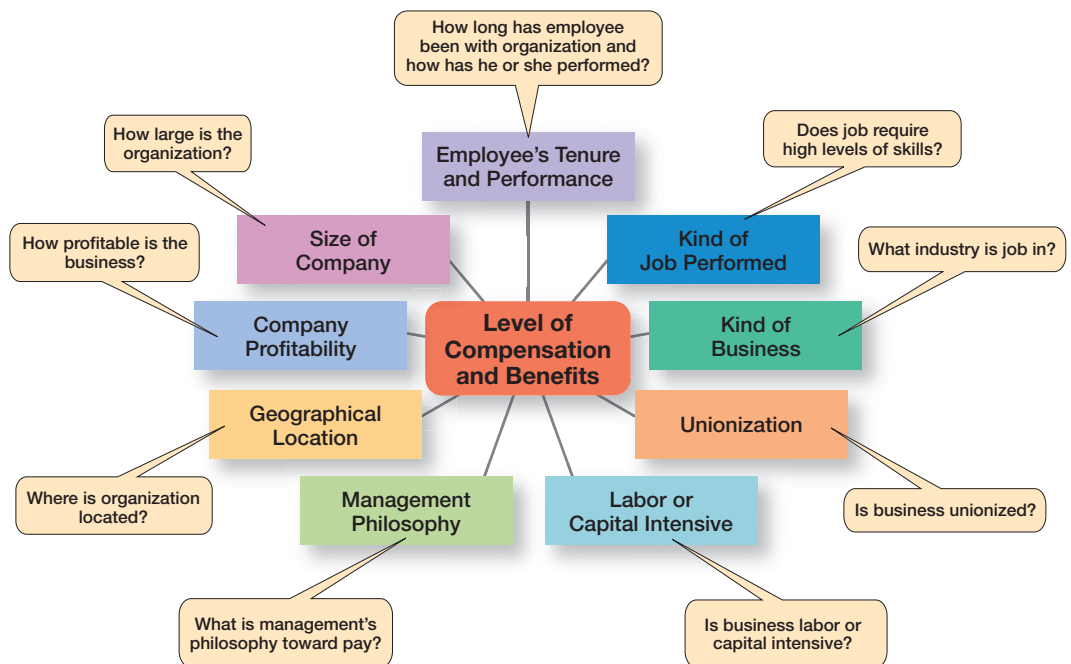 How long has employee
been with organization and
how has he or she performed?
Employee's Tenure
and Performance
Does job require
high levels of skills?
Kind of
Job Performed
What industry is job in?
Kind of
Business
Unionization
Is business unionized?
Labor or
Capital Intensive
Is business labor or
capital intensive?
Management
Philosophy
What is management's
philosophy toward pay?
Geographical
Location
Where is organization
located?
Company
Profitability
How profitable is the
business?
Size of
Company
How large is the
organization?
Level of
Compensation
and Benefits